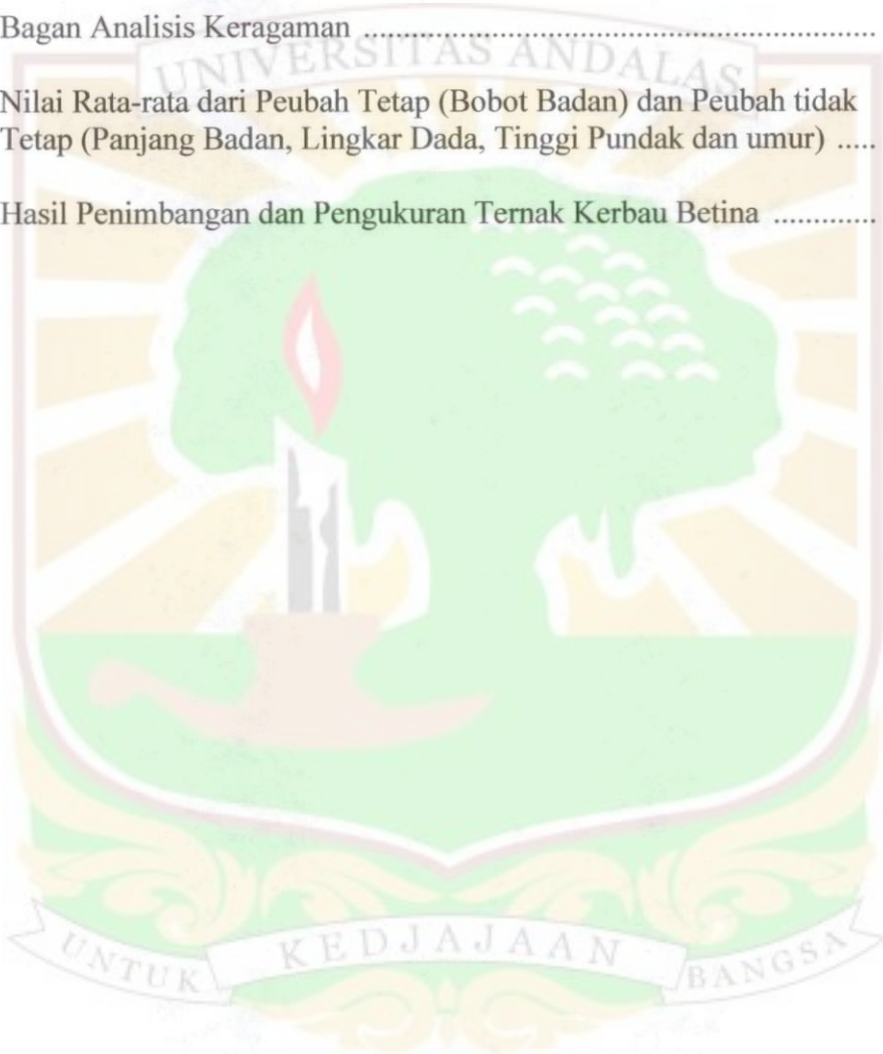 Bagan Analisis Keragaman ................................................................
UNIVERSITAS ANDALAS
Nilai Rata-rata dari Peubah Tetap (Bobot Badan) dan Peubah tidak
Tetap (Panjang Badan, Lingkar Dada, Tinggi Pundak dan umur) .....
Hasil Penimbangan dan Pengukuran Ternak Kerbau Betina .............
UNTUK KEDJAJAAN BANGSA